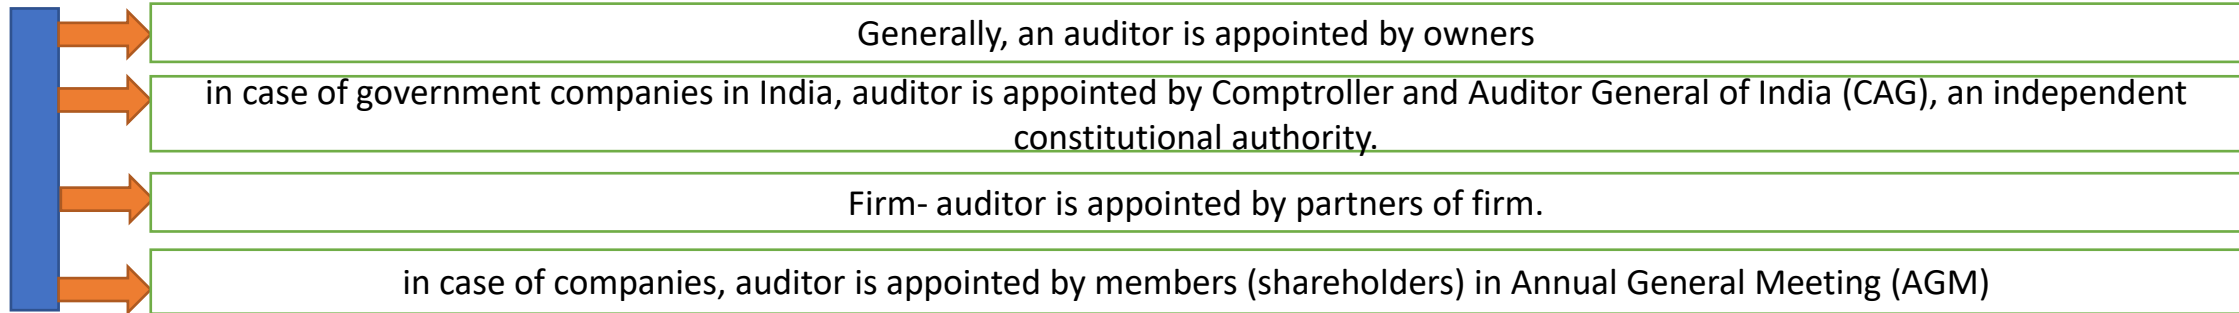 Generally, an auditor is appointed by owners
in case of government companies in India, auditor is appointed by Comptroller and Auditor General of India (CAG), an independent
constitutional authority.
Firm- auditor is appointed by partners of firm.
in case of companies, auditor is appointed by members (shareholders) in Annual General Meeting (AGM)